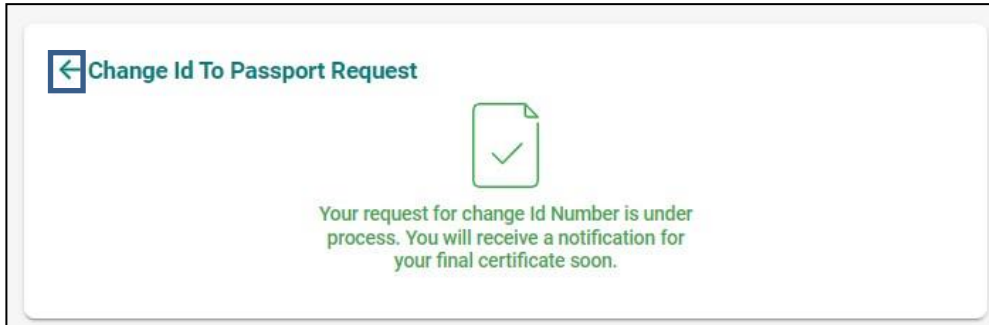 Change Id To Passport Request
Your request for change Id Number is under
process. You will receive a notification for
your final certificate soon.